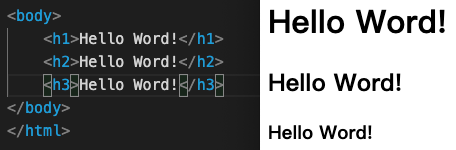 <body>
<h1>Hello Word!</h1>
<h2>Hello Word!</h2>
<h3>Hello Word!</h3>
</body>
</html>
Hello Word!
Hello Word!
Hello Word!